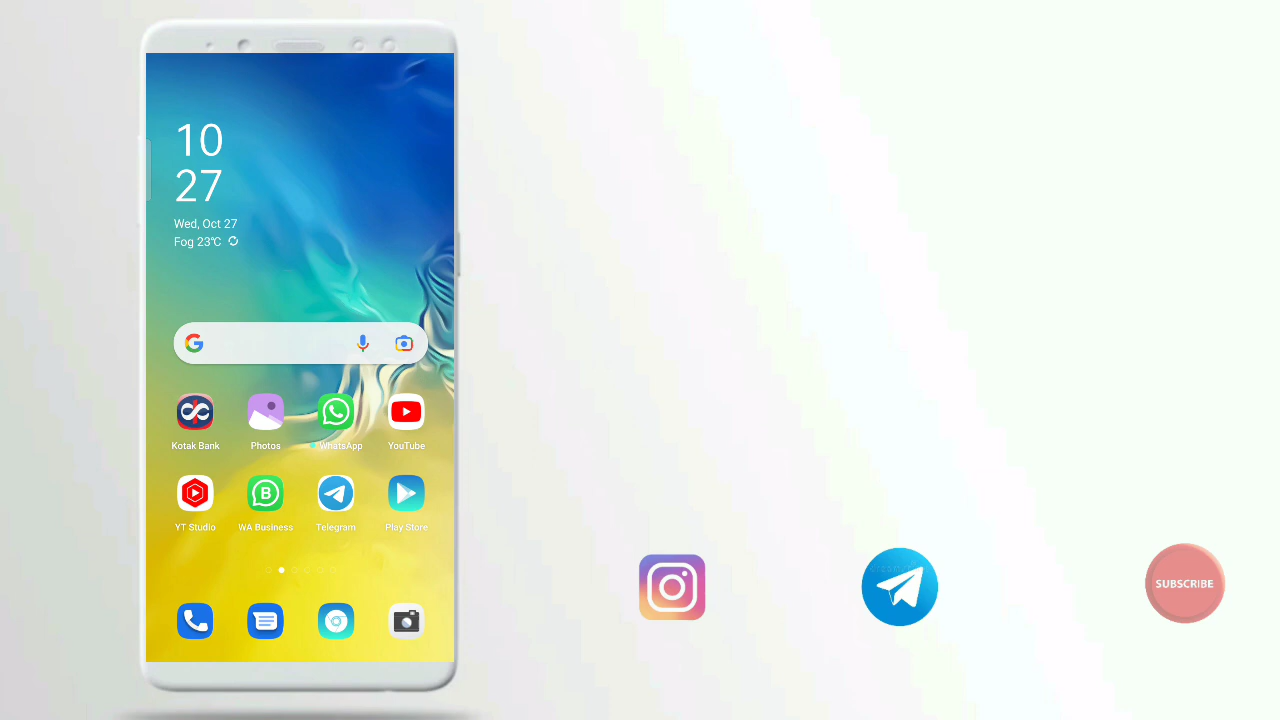 10
27
Wed, Oct 27
Fog 23°C
Kotak Bank
Photos
WhatsApp
YouTube
YT Studio
WA Business
Telegram
Play Store
SUBSCRIBE